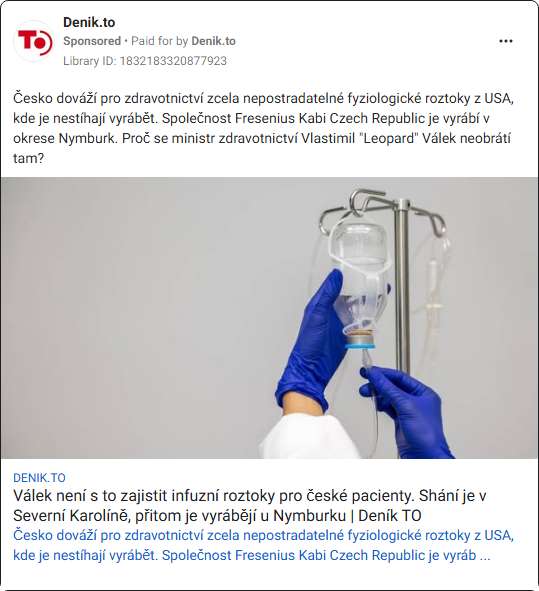 Denik.to
Sponsored • Paid for by Denik.to
Library ID: 1832183320877923
Česko dováží pro zdravotnictví zcela nepostradatelné fyziologické roztoky z USA,
kde je nestíhají vyrábět. Společnost Fresenius Kabi Czech Republic je vyrábí v
okrese Nymburk. Proč se ministr zdravotnictví Vlastimil "Leopard" Válek neobrátí
tam?
DENIK.TO
Válek není s to zajistit infuzní roztoky pro české pacienty. Shání je v
Severní Karolíně, přitom je vyrábějí u Nymburku | Deník TO
Česko dováží pro zdravotnictví zcela nepostradatelné fyziologické roztoky z USA,
kde je nestíhají vyrábět. Společnost Fresenius Kabi Czech Republic je vyráb ...